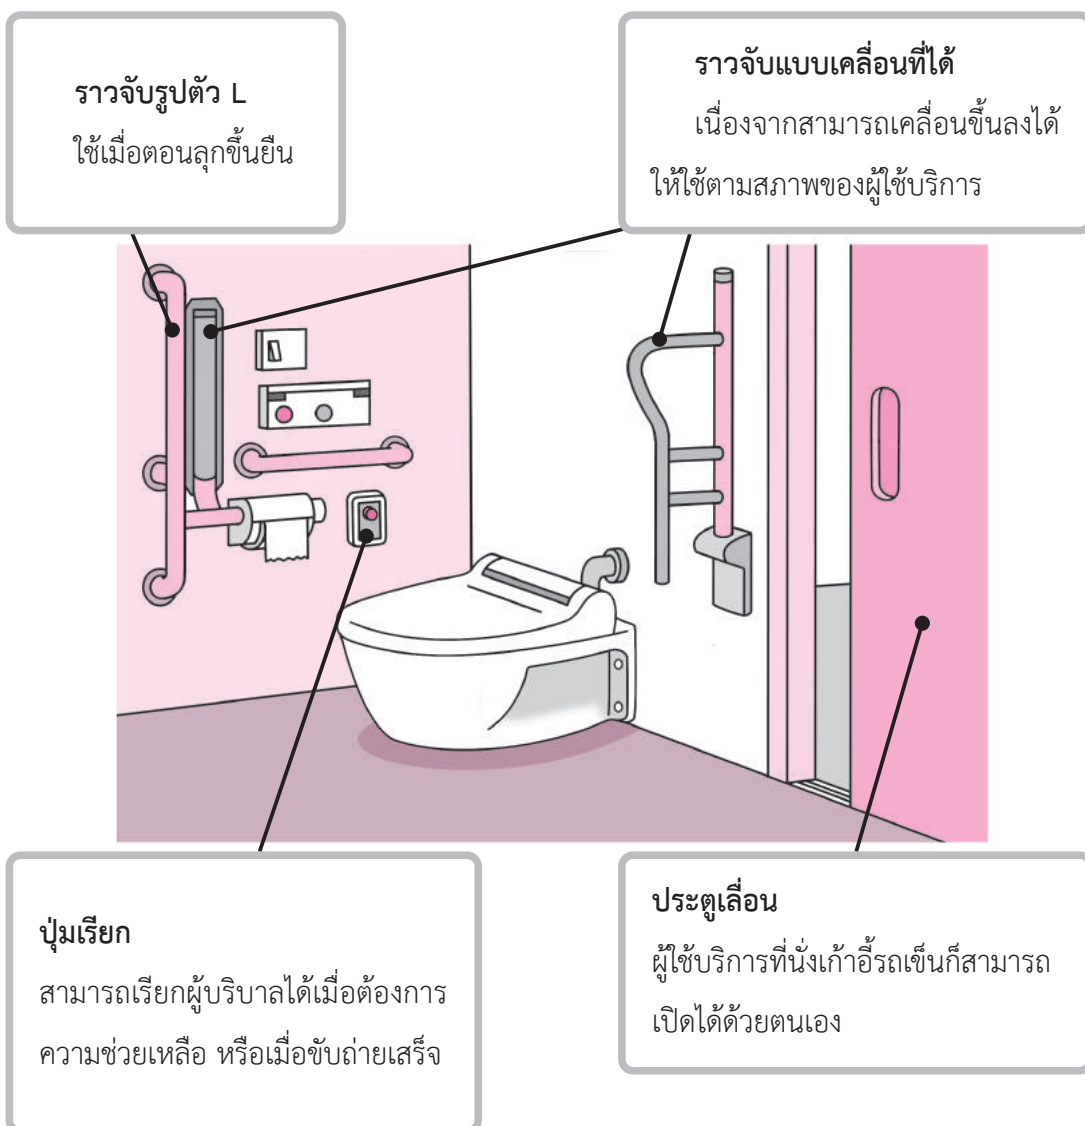 ราวจับรูปตัว L
ใช้เมื่อตอนลุกขึ้นยืน
ราวจับแบบเคลื่อนที่ได้
เนื่องจากสามารถเคลื่อนขึ้นลงได้
ให้ใช้ตามสภาพของผู้ใช้บริการ
ปุ่มเรียก
สามารถเรียกผู้บริบาลได้เมื่อต้องการ
ความช่วยเหลือ หรือเมื่อขับถ่ายเสร็จ
ประตูเลื่อน
ผู้ใช้บริการที่นั่งเก้าอี้รถเข็นก็สามารถ
เปิดได้ด้วยตนเอง